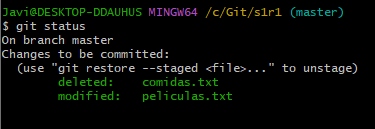 Javi@DESKTOP-DDAUHUS MINGW64 /c/Git/s1r1 (master)
$ git status
On branch master
Changes to be committed:
  (use "git restore --staged <file>..." to unstage)
        deleted:    comidas.txt
        modified:   peliculas.txt